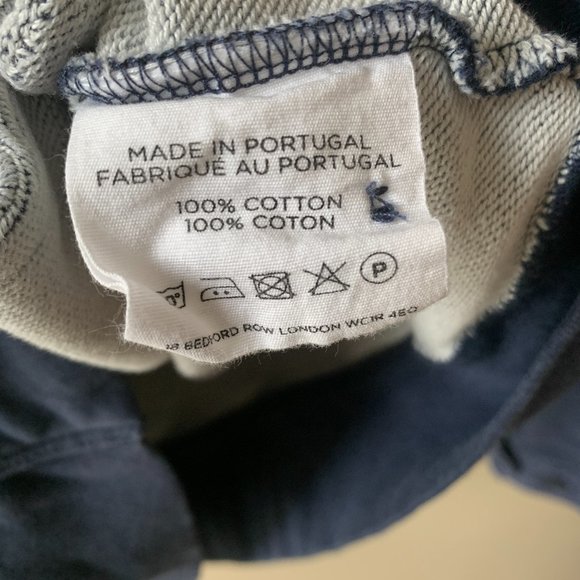 MADE IN PORTUGAL
FABRIQUÉ AU PORTUGAL
100% COTTON
100% COTON
P
BEDFORD ROW LONDON WC1R 4EQ